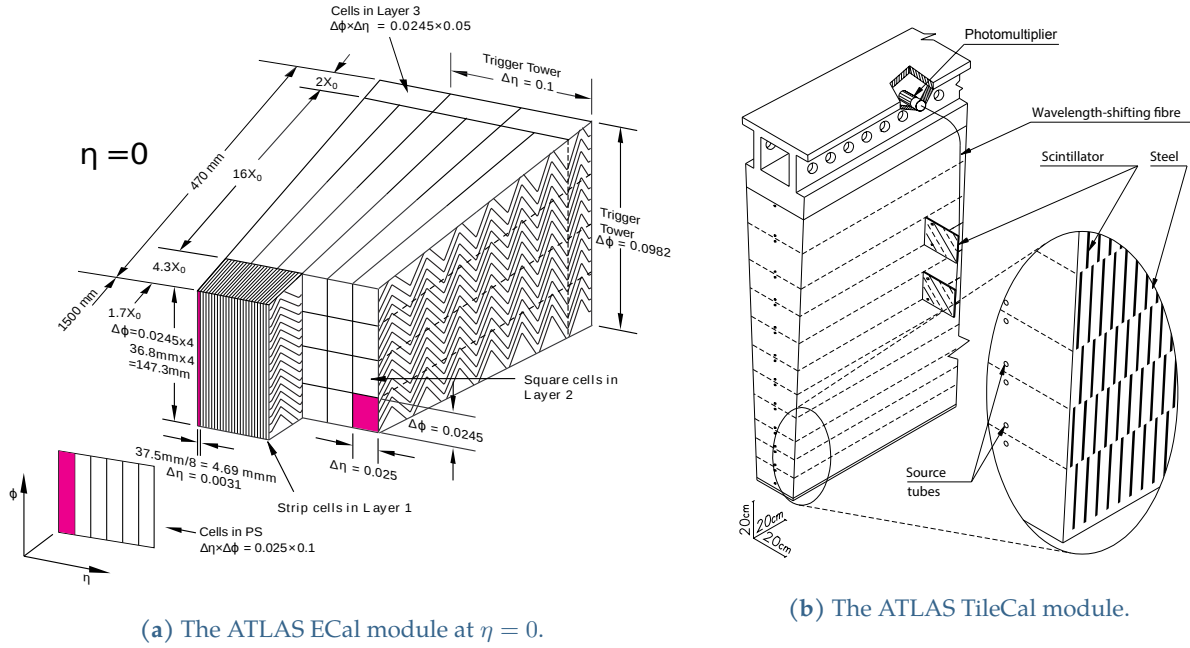 Cells in Layer 3
Δϕ×Δη = 0.0245×0.05
Trigger Tower
Δη = 0.1
2X₀
η =0
470 mm
16X₀
Trigger
Tower
Δϕ = 0.0982
4.3X₀
1500 mm
1.7X₀
Δϕ=0.0245x4
36.8mmx4
=147.3mm
Square cells in
Layer 2
Δϕ = 0.0245
Δη = 0.025
37.5mm/8 = 4.69 mmm
Δη = 0.0031
Strip cells in Layer 1
ϕ
η
Cells in PS
Δη×Δϕ = 0.025×0.1
(a) The ATLAS ECal module at η = 0.
Photomultiplier
Wavelength-shifting fibre
Scintillator
Steel
Source
tubes
20cm
20cm
20cm
(b) The ATLAS TileCal module.